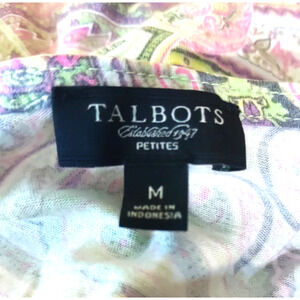 TALBOTS
Established 1947
PETITES
M
MADE IN
INDONESIA